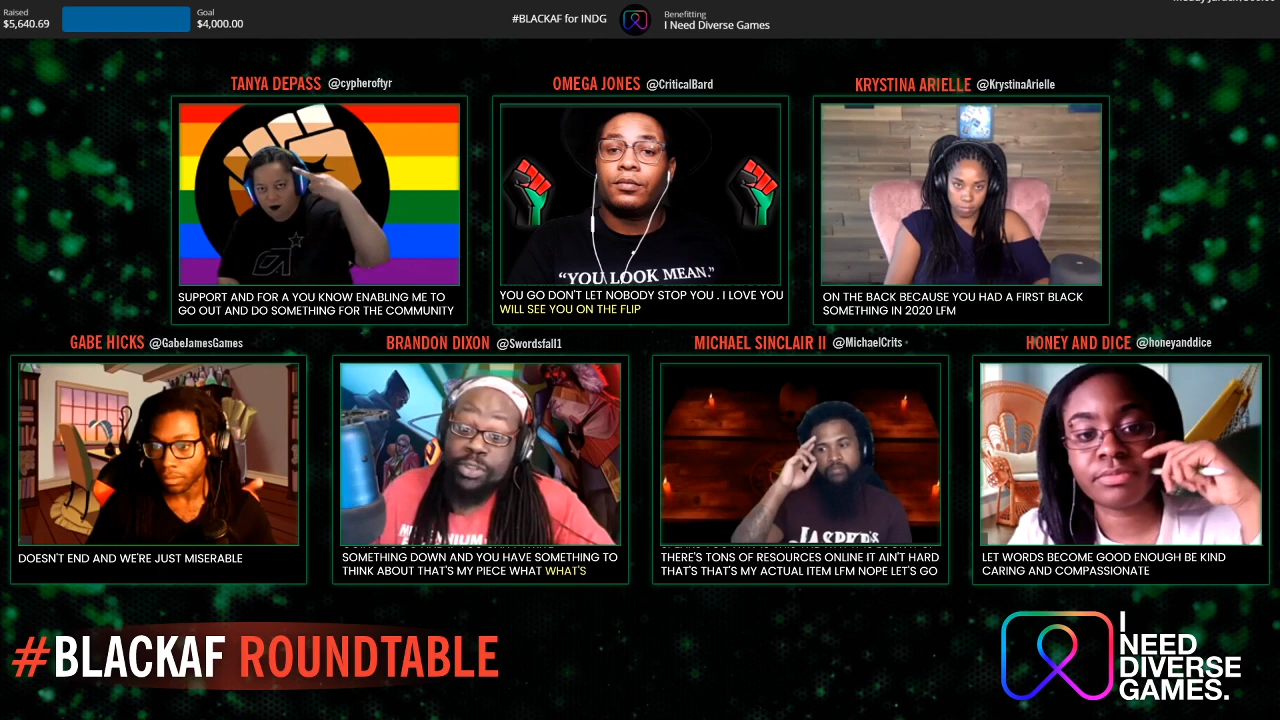 Raised
$5,640.69
Goal
$4,000.00
#BLACKAF for INDG
Benefitting
I Need Diverse Games
TANYA DEPASS @cypheroftyr
OMEGA JONES @CriticalBard
KRYSTINA ARIELLE @KrystinaArielle
"YOU LOOK MEAN."
SUPPORT AND FOR A YOU KNOW ENABLING ME TO
GO OUT AND DO SOMETHING FOR THE COMMUNITY
YOU GO DON'T LET NOBODY STOP YOU . I LOVE YOU
WILL SEE YOU ON THE FLIP
ON THE BACK BECAUSE YOU HAD A FIRST BLACK
SOMETHING IN 2020 LFM
GABE HICKS @GabeJamesGames
BRANDON DIXON @Swordsfall1
MICHAEL SINCLAIR II @MichaelCrits
HONEY AND DICE @honeyanddice
JASPER'S
DOESN'T END AND WE'RE JUST MISERABLE
SOMETHING DOWN AND YOU HAVE SOMETHING TO
THINK ABOUT THAT'S MY PIECE WHAT WHAT'S
THERE'S TONS OF RESOURCES ONLINE IT AIN'T HARD
THAT'S THAT'S MY ACTUAL ITEM LFM NOPE LET'S GO
LET WORDS BECOME GOOD ENOUGH BE KIND
CARING AND COMPASSIONATE
#BLACKAF ROUNDTABLE
I
NEED
DIVERSE
GAMES.